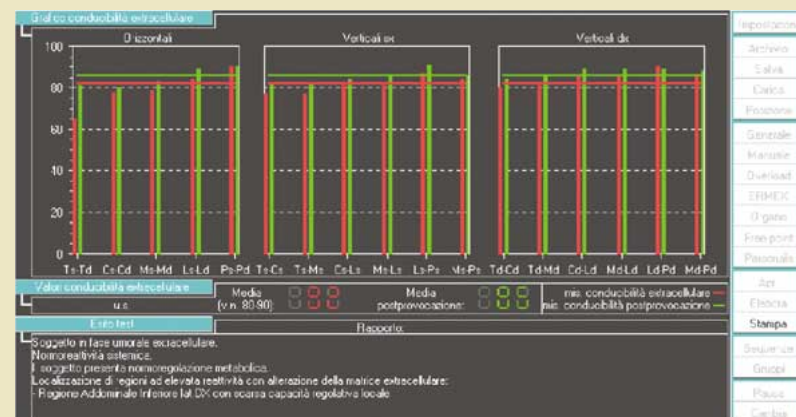 Grafico conducibilità extracellulare
Orizzontali
Verticali sx
Verticali dx
100
80
60
40
20
0
Ts-Td Cs-Cd Ms-Md Ls-Ld Ps-Pd Ts-Cs Ts-Ms Cs-Ls Ms-Ls Ls-Ps Ms-Ps Td-Cd Td-Md Cd-Ld Md-Ld Ld-Pd Md-Pd
Valori conducibilità extracellulare
u.c.
Media
(v.n. 80-90):
Media
postprovocazione:
mis. conducibilità extracellulare
mis. conducibilità postprovocazione
Esito test
Rapporto:
Soggetto in fase umorale extracellulare.
Normoreattività sistemica.
Il soggetto presenta normoregolazione metabolica.
Localizzazione di regioni ad elevata reattività con alterazione della matrice extracellulare:
- Regione Addominale Inferiore lat.DX con scarsa capacità regolativa locale
Impostazioni
Archivio
Salva
Carica
Posizione
Generale
Manuale
Overload
ERMEK
Organo
Free point
Personale
Apr
Elabora
Stampa
Sequenze
Gruppi
Pausa
Cambia